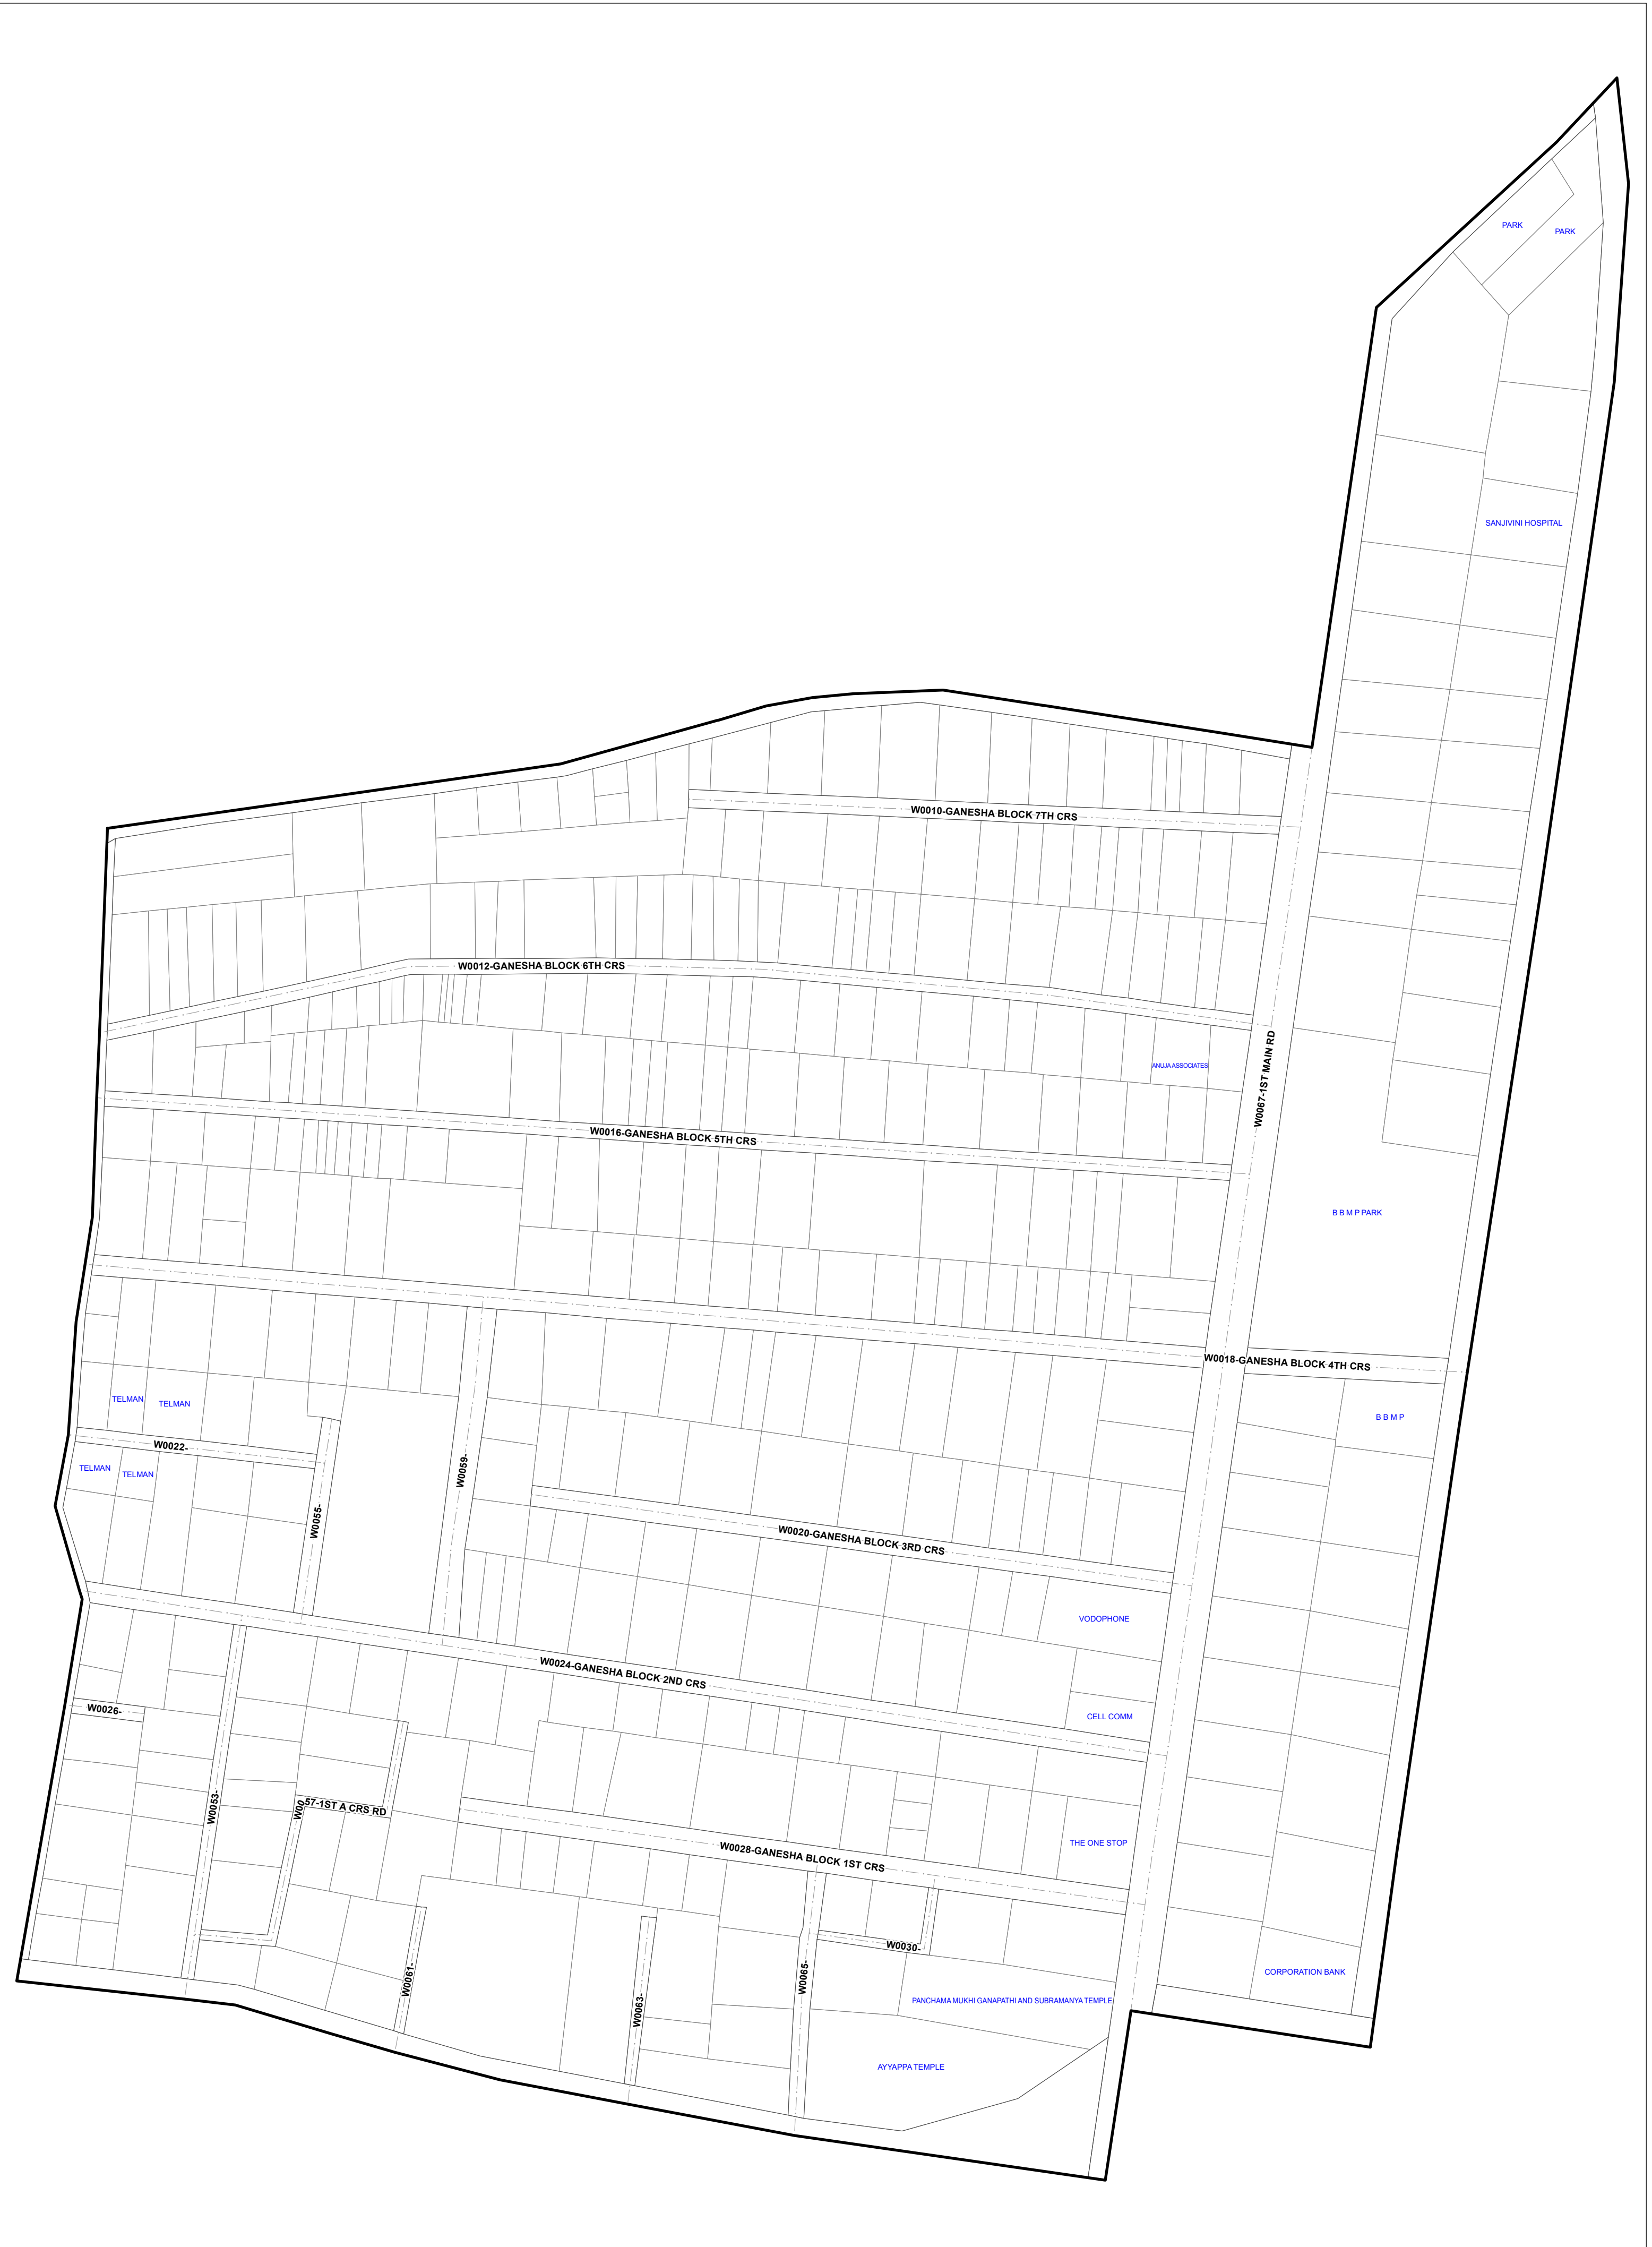 PARK
PARK
SANJIVINI HOSPITAL
W0010-GANESHA BLOCK 7TH CRS
W0012-GANESHA BLOCK 6TH CRS
W0067-1ST MAIN RD
ANUJA ASSOCIATES
W0016-GANESHA BLOCK 5TH CRS
B B M P PARK
W0018-GANESHA BLOCK 4TH CRS
TELMAN
TELMAN
B B M P
W0022-
TELMAN
TELMAN
W0059-
W0055-
W0020-GANESHA BLOCK 3RD CRS
VODOPHONE
W0024-GANESHA BLOCK 2ND CRS
W0026-
CELL COMM
W0053-
W0057-1ST A CRS RD
THE ONE STOP
W0028-GANESHA BLOCK 1ST CRS
W0030-
W0061-
W0065-
W0063-
CORPORATION BANK
PANCHAMA MUKHI GANAPATHI AND SUBRAMANYA TEMPLE
AYYAPPA TEMPLE